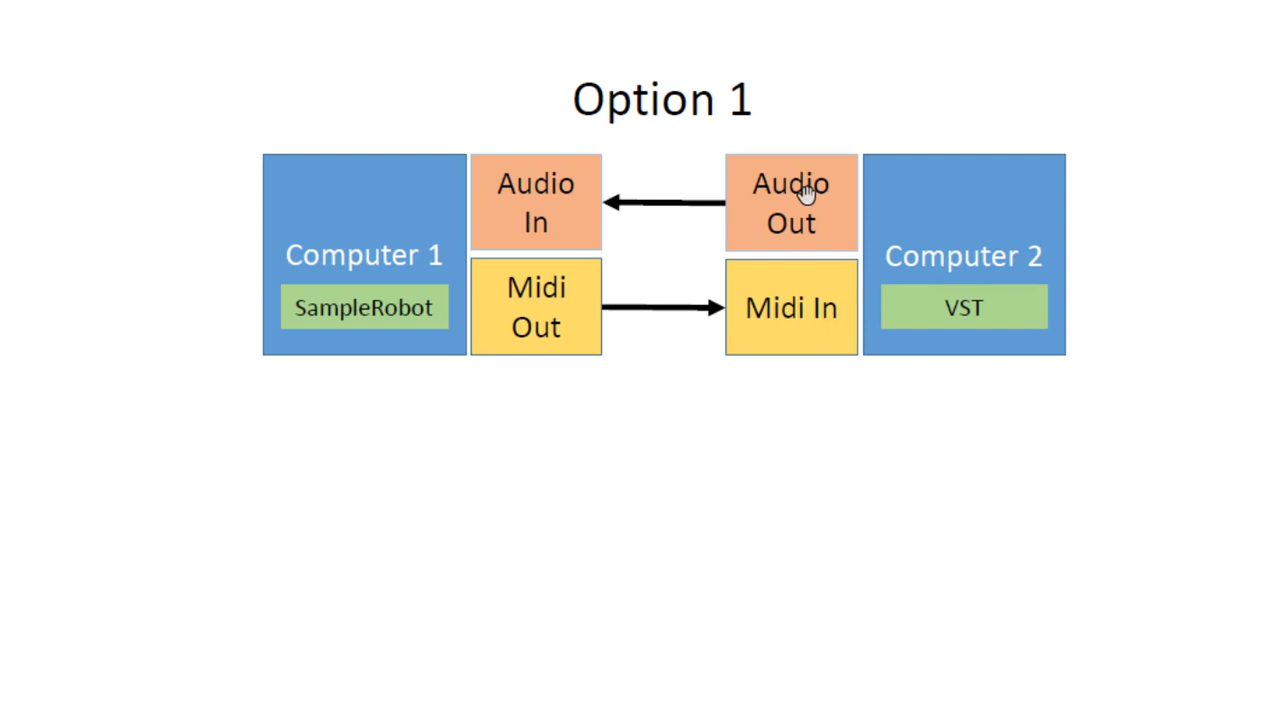 Option 1
Audio
In
Audio
Out
Computer 1
SampleRobot
Midi
Out
Midi In
Computer 2
VST